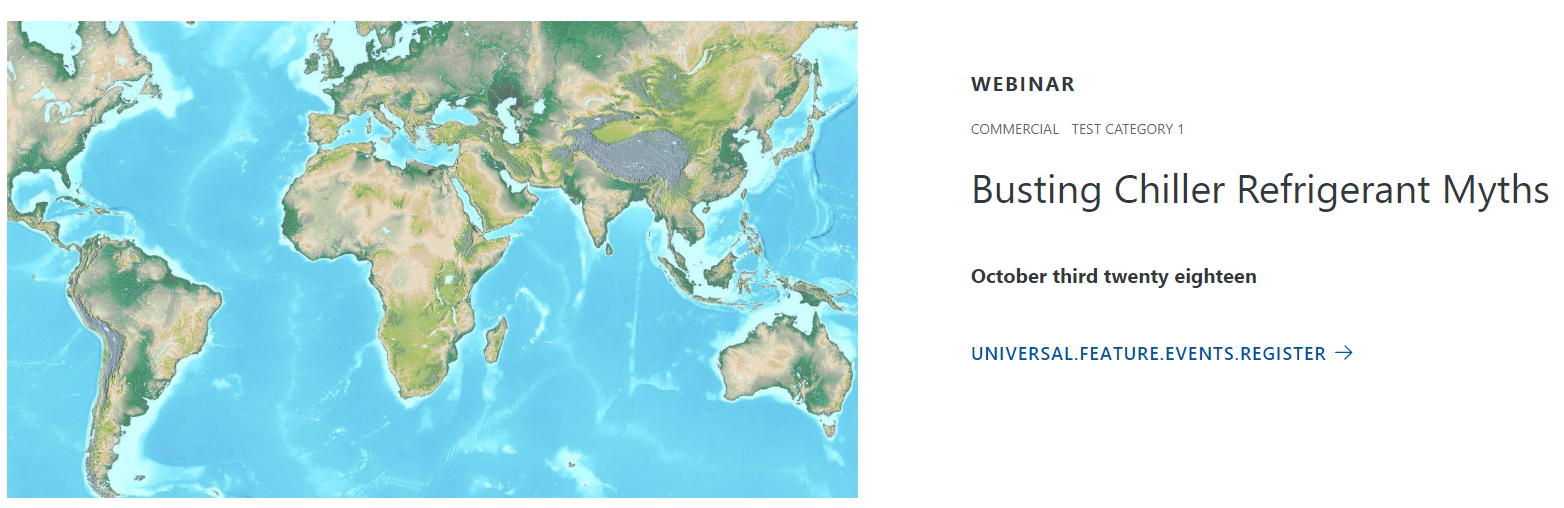 WEBINAR
COMMERCIAL TEST CATEGORY 1
Busting Chiller Refrigerant Myths
October third twenty eighteen
UNIVERSAL.FEATURE.EVENTS.REGISTER →